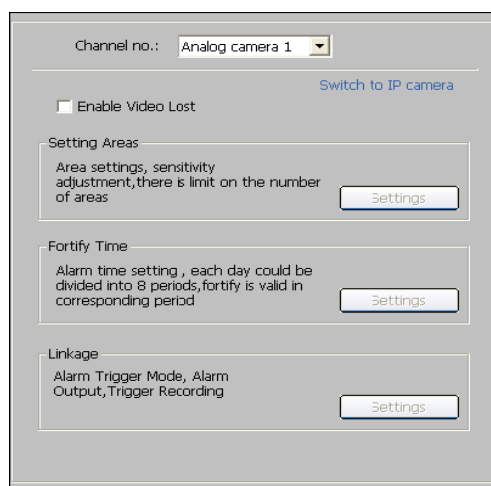 Channel no.: Analog camera 1
Switch to IP camera
Enable Video Lost
Setting Areas
Area settings, sensitivity
adjustment,there is limit on the number
of areas
Settings
Fortify Time
Alarm time setting , each day could be
divided into 8 periods,fortify is valid in
corresponding period
Settings
Linkage
Alarm Trigger Mode, Alarm
Output,Trigger Recording
Settings